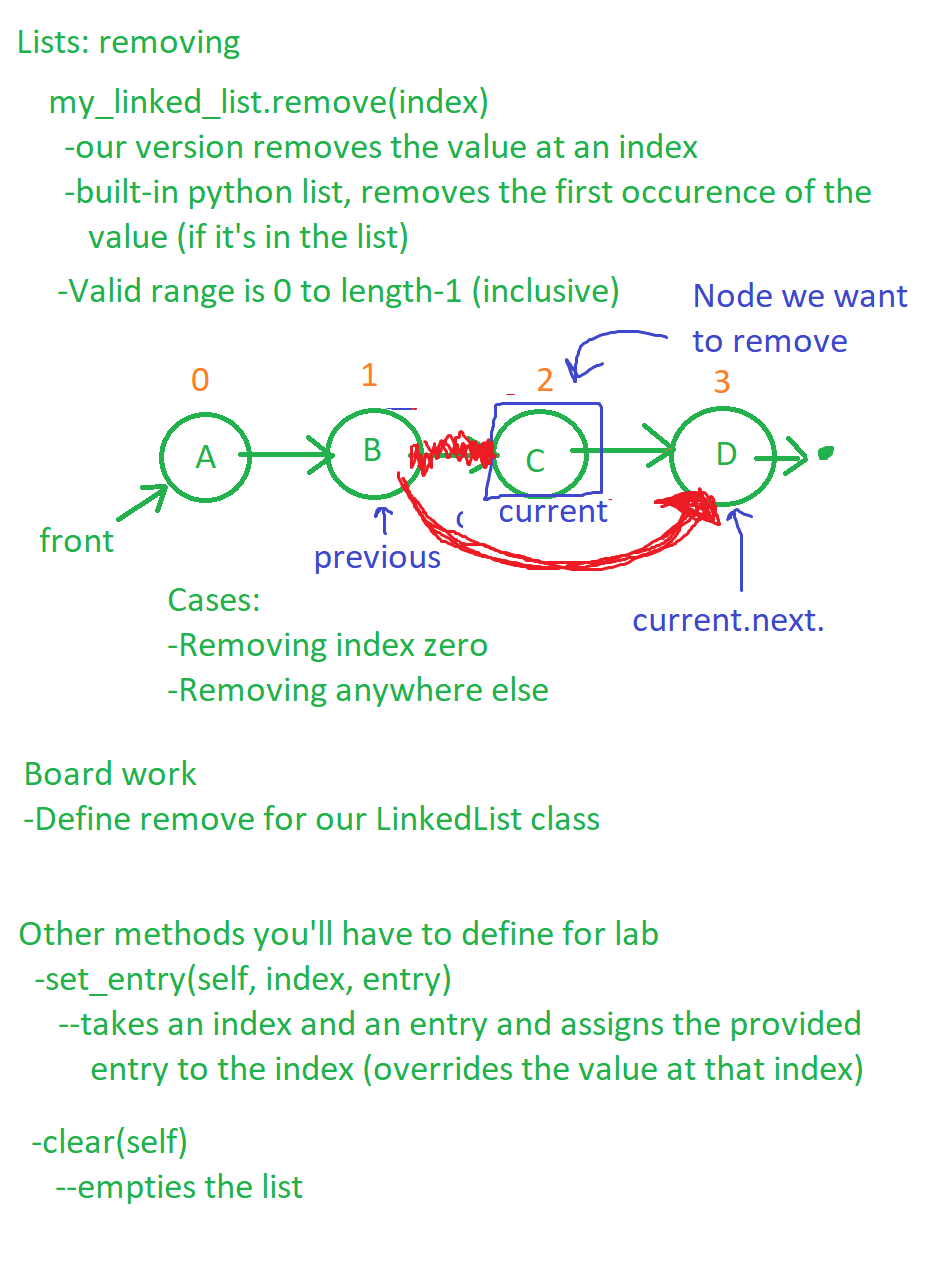 Lists: removing
my_linked_list.remove(index)
-our version removes the value at an index
-built-in python list, removes the first occurence of the
value (if it's in the list)
-Valid range is 0 to length-1 (inclusive)
Node we want
to remove
0 1 2 3
A B C D
front
previous
current
current.next.
Cases:
-Removing index zero
-Removing anywhere else
Board work
-Define remove for our LinkedList class
Other methods you'll have to define for lab
-set_entry(self, index, entry)
--takes an index and an entry and assigns the provided
entry to the index (overrides the value at that index)
-clear(self)
--empties the list